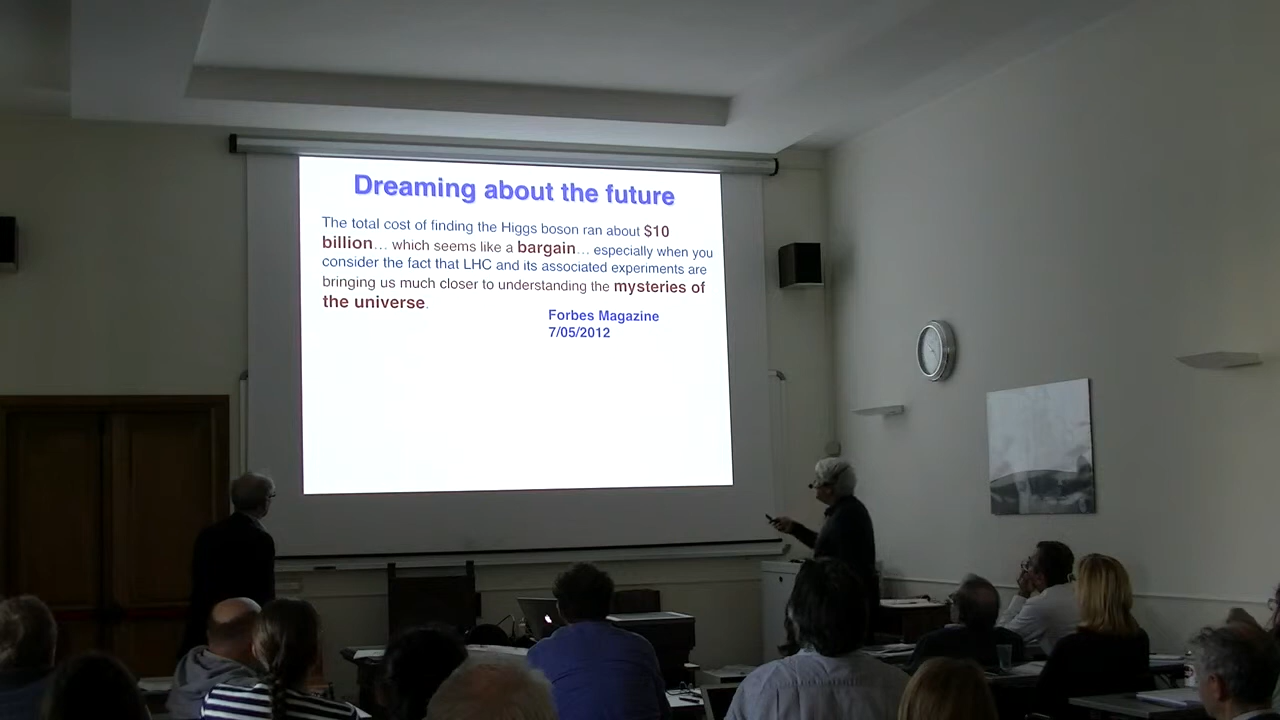 Dreaming about the future
The total cost of finding the Higgs boson ran about $10
billion... which seems like a bargain... especially when you
consider the fact that LHC and its associated experiments are
bringing us much closer to understanding the mysteries of
the universe.
Forbes Magazine
7/05/2012